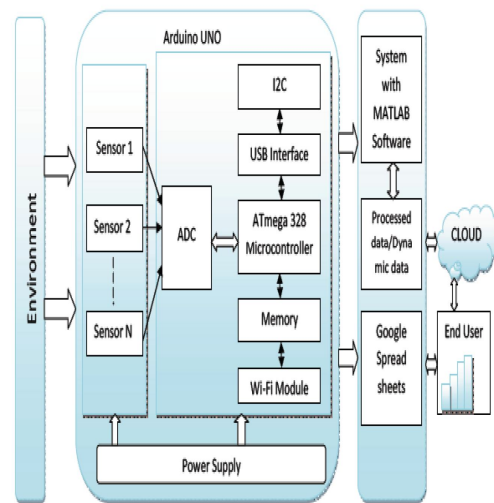 Arduino UNO
Environment
Sensor 1
Sensor 2
Sensor N
ADC
I2C
USB Interface
ATmega 328
Microcontroller
Memory
Wi-Fi Module
Power Supply
System
with
MATLAB
Software
Processed
data/Dyna
mic data
Google
Spread
sheets
CLOUD
End User